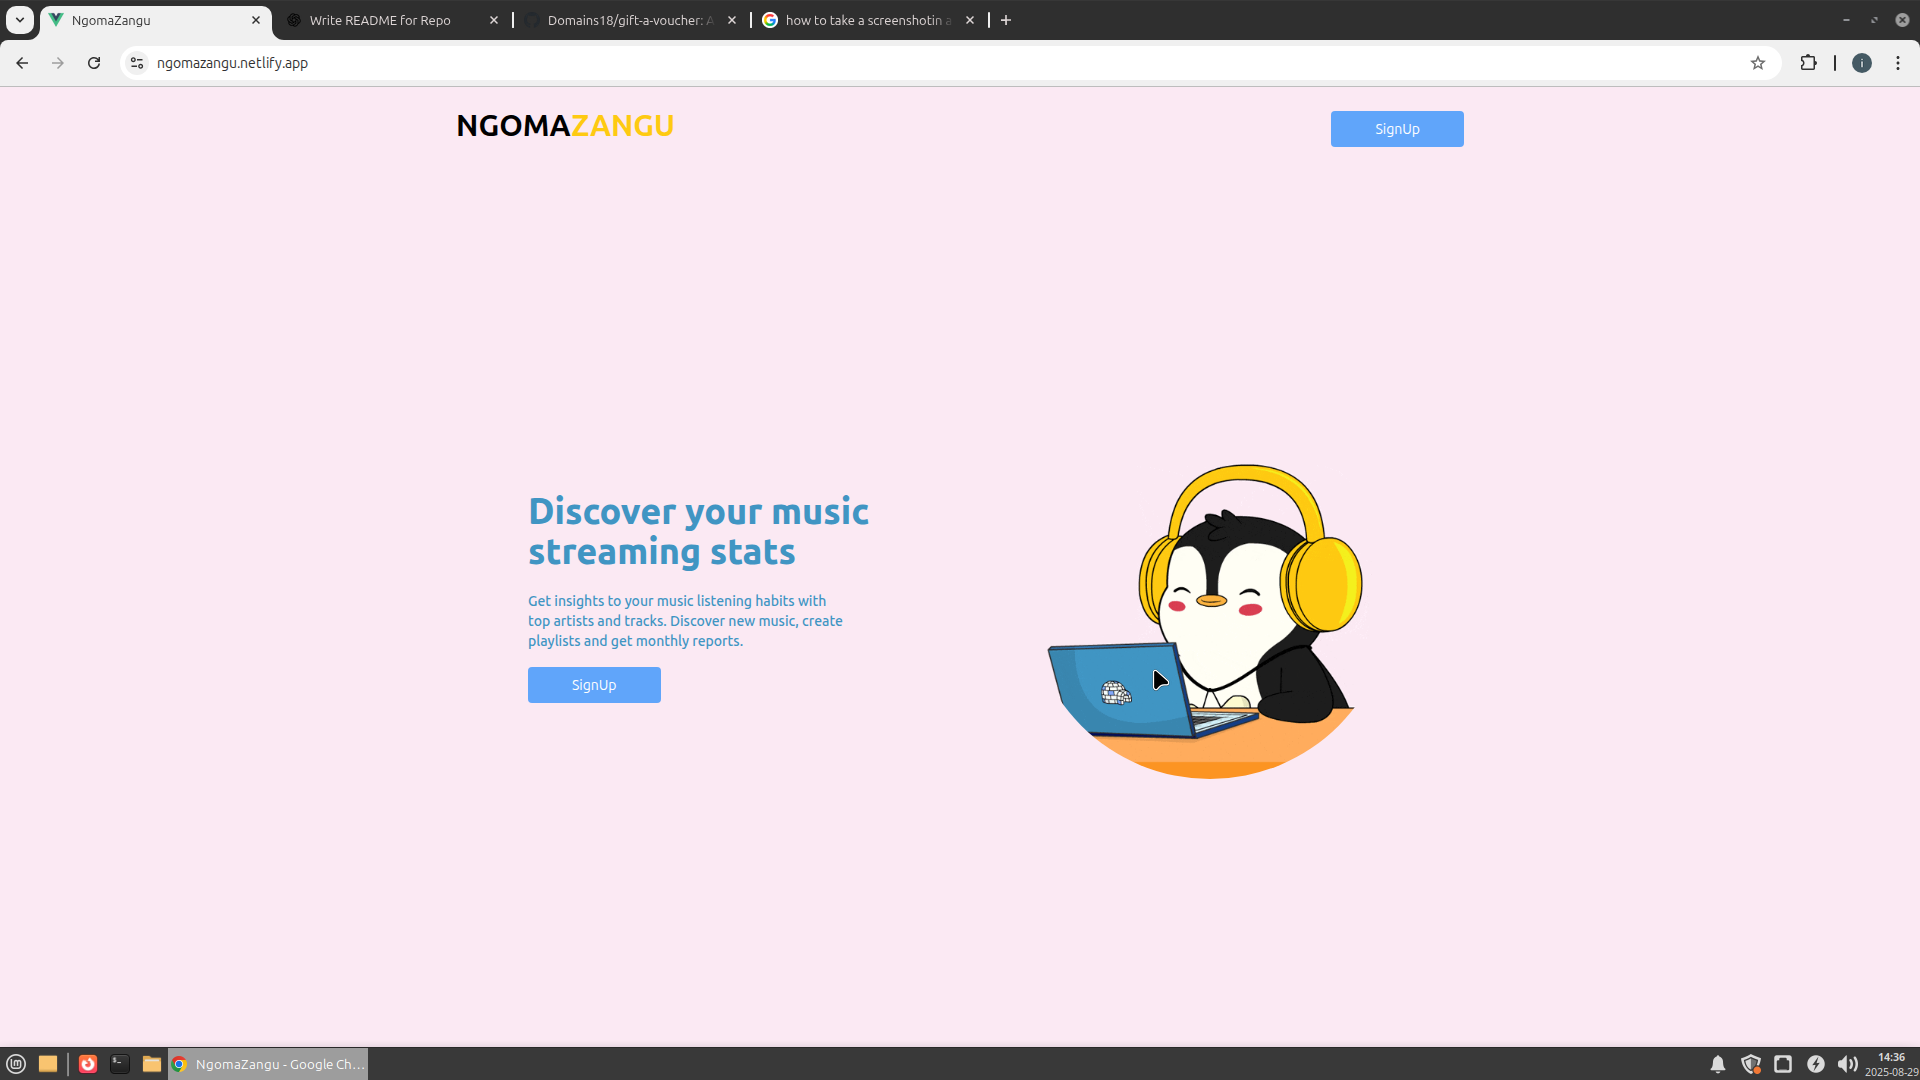 NgomaZangu
Write README for Repo
Domains18/gift-a-voucher: A
how to take a screenshotin a
ngomazangu.netlify.app
i
NGOMAZANGU
SignUp
Discover your music
streaming stats
Get insights to your music listening habits with
top artists and tracks. Discover new music, create
playlists and get monthly reports.
SignUp
NgomaZangu - Google Ch...
14:36
2025-08-29